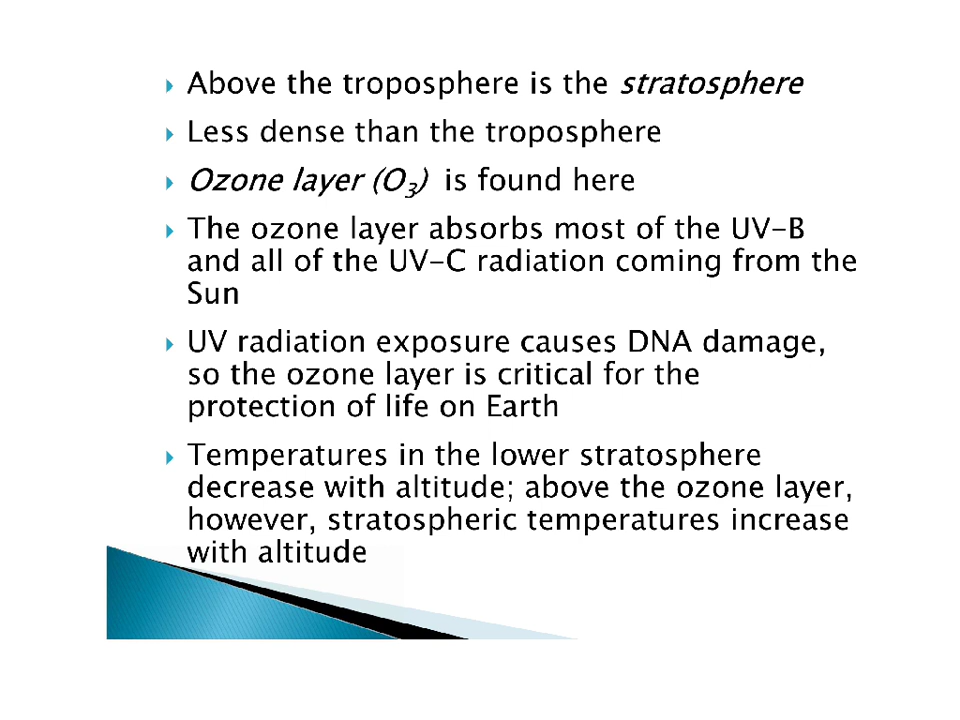 Above the troposphere is the stratosphere
Less dense than the troposphere
Ozone layer (O₃) is found here
The ozone layer absorbs most of the UV-B
and all of the UV-C radiation coming from the
Sun
UV radiation exposure causes DNA damage,
so the ozone layer is critical for the
protection of life on Earth
Temperatures in the lower stratosphere
decrease with altitude; above the ozone layer,
however, stratospheric temperatures increase
with altitude